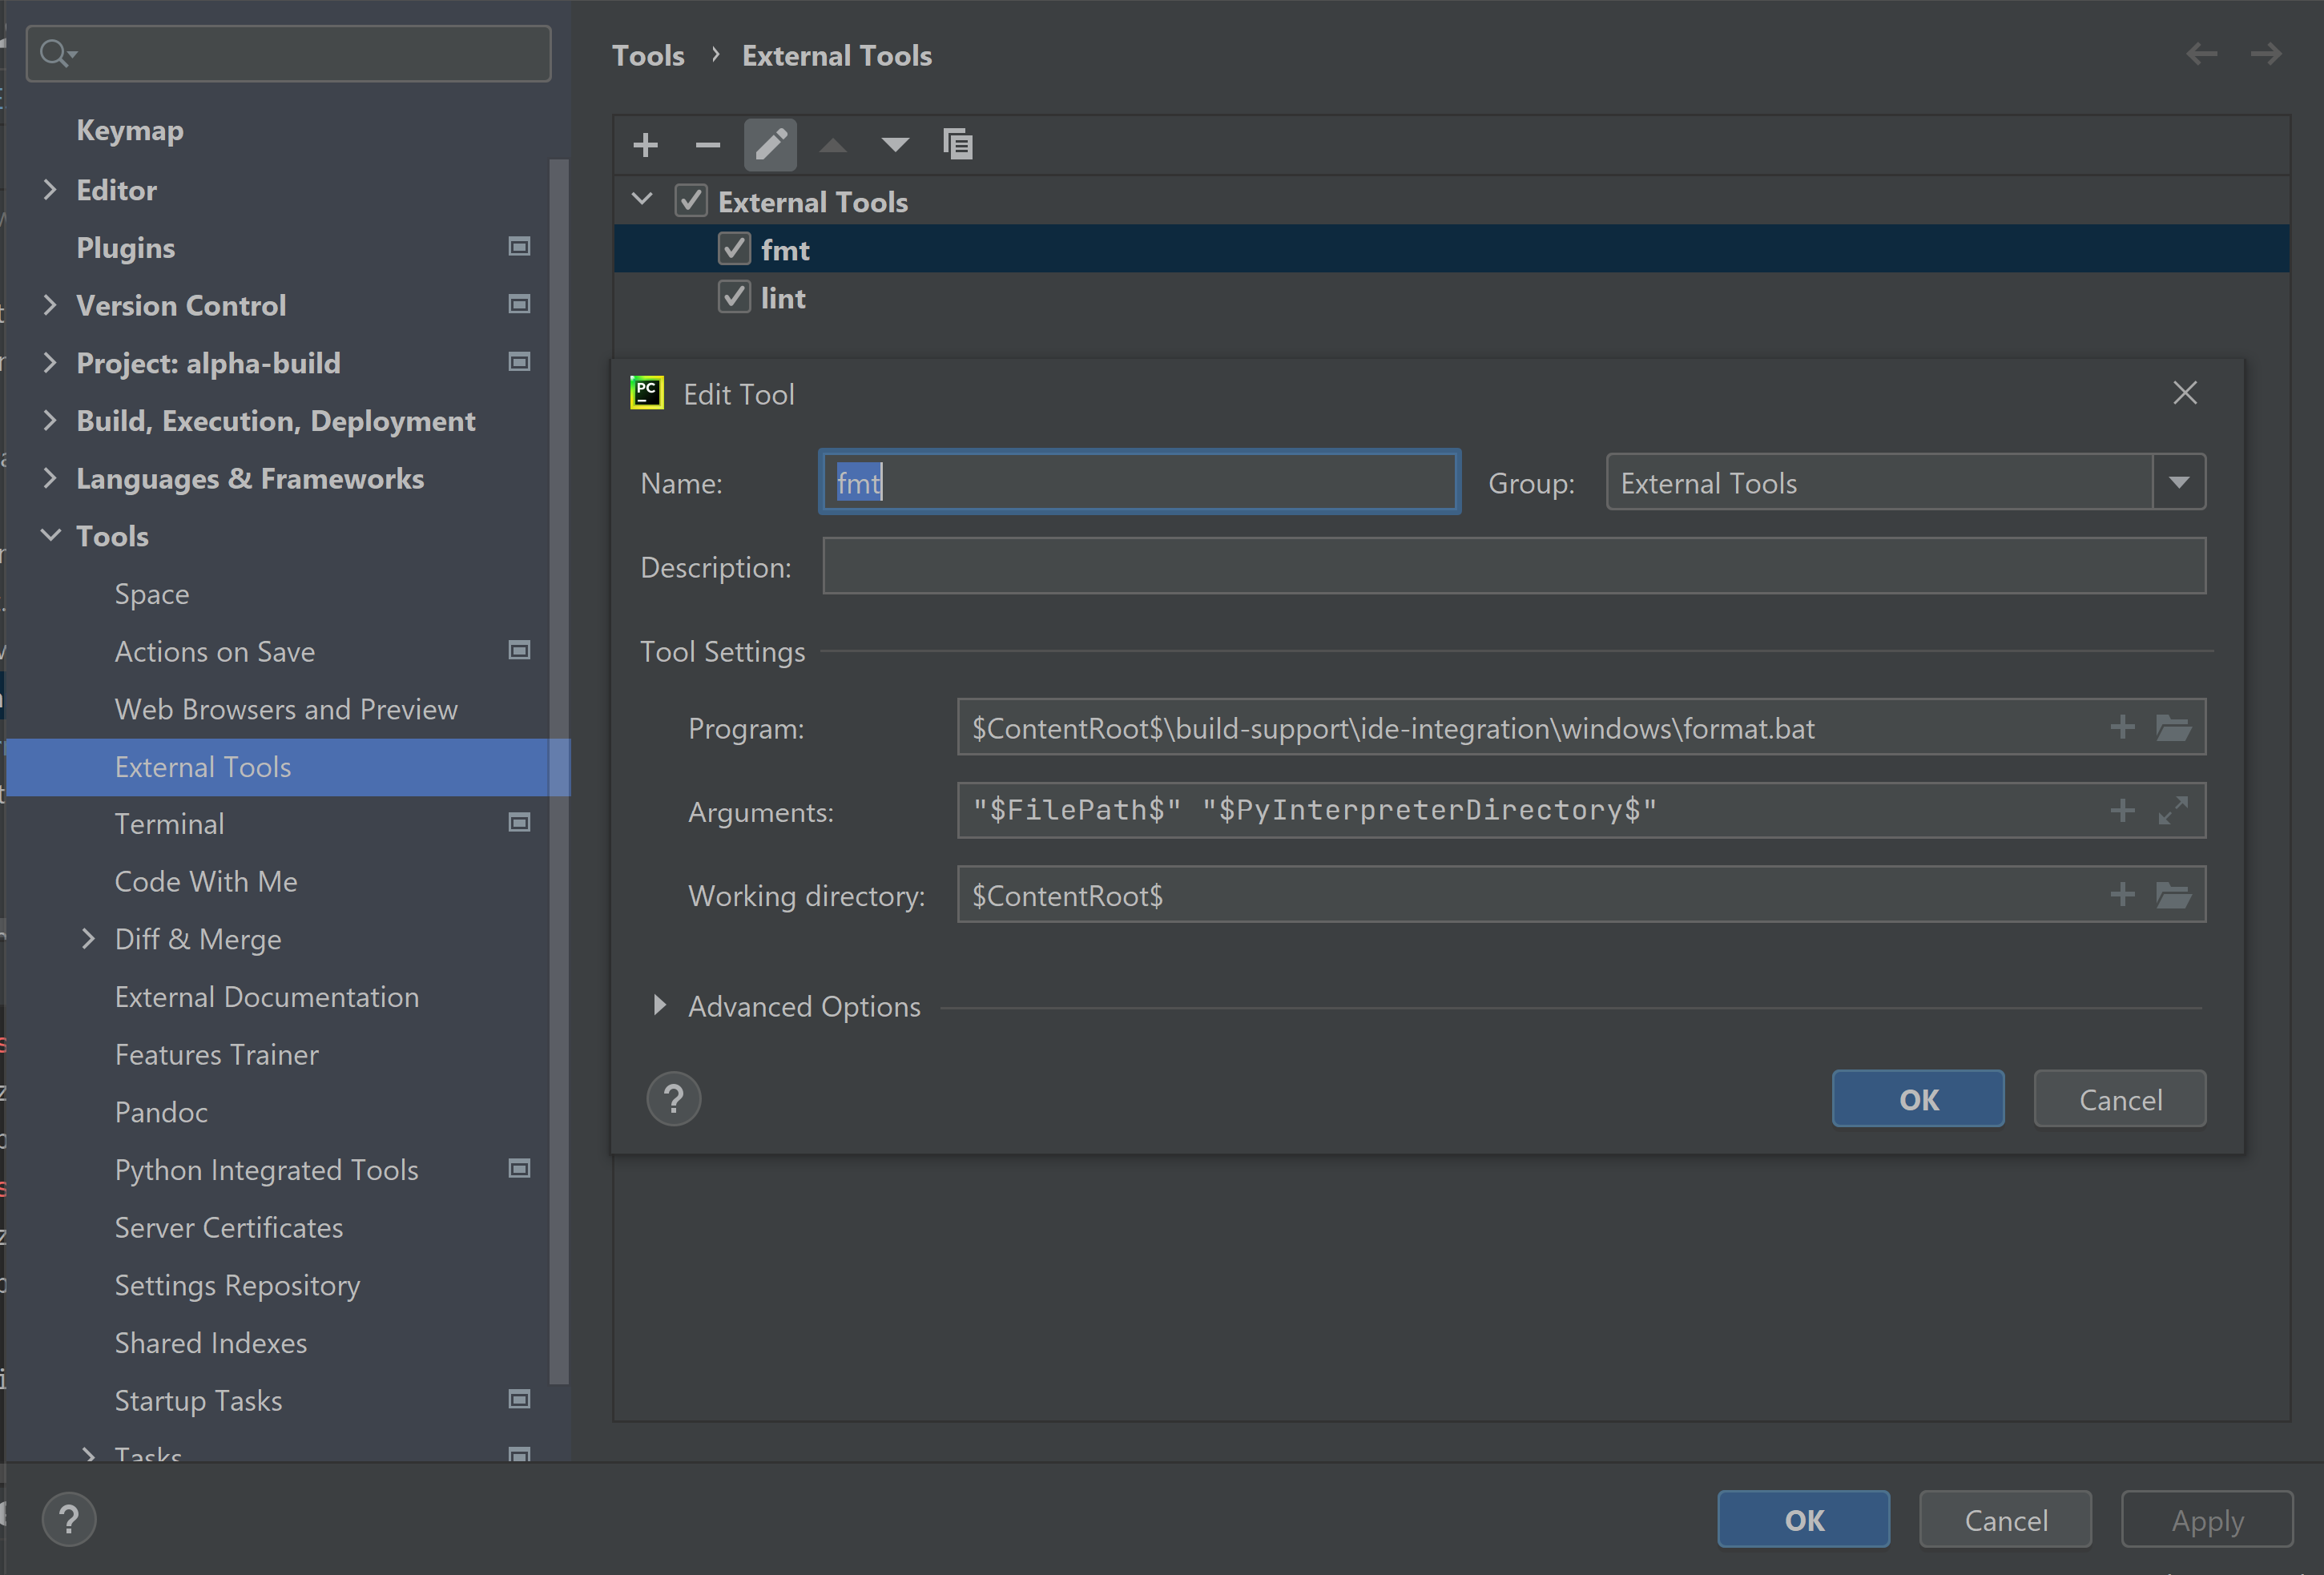 Keymap
Editor
Plugins
Version Control
Project: alpha-build
Build, Execution, Deployment
Languages & Frameworks
Tools
Space
Actions on Save
Web Browsers and Preview
External Tools
Terminal
Code With Me
Diff & Merge
External Documentation
Features Trainer
Pandoc
Python Integrated Tools
Server Certificates
Settings Repository
Shared Indexes
Startup Tasks
Tasks
Tools › External Tools
External Tools
fmt
lint
PC Edit Tool
Name: fmt Group: External Tools
Description:
Tool Settings
Program: $ContentRoot$\build-support\ide-integration\windows\format.bat
Arguments: "$FilePath$" "$PyInterpreterDirectory$"
Working directory: $ContentRoot$
Advanced Options
? OK Cancel
? OK Cancel Apply